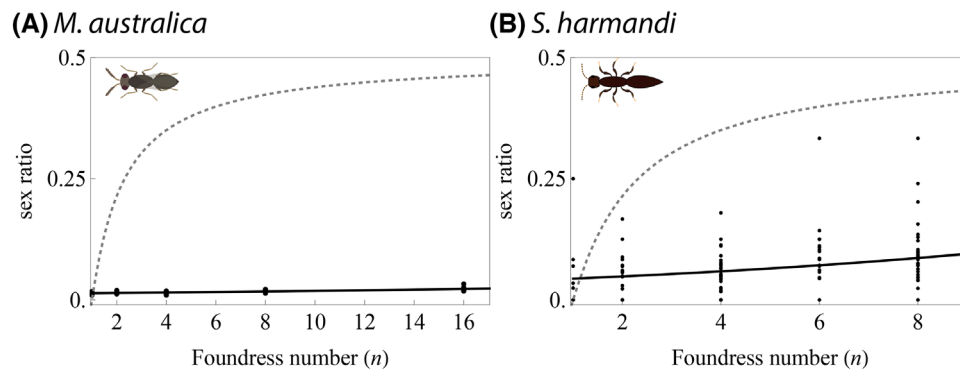 (A) M. australica
0.5
0.25
0.
sex ratio
2 4 6 8 10 12 14 16
Foundress number (n)
(B) S. harmandi
0.5
0.25
0.
sex ratio
2 4 6 8
Foundress number (n)